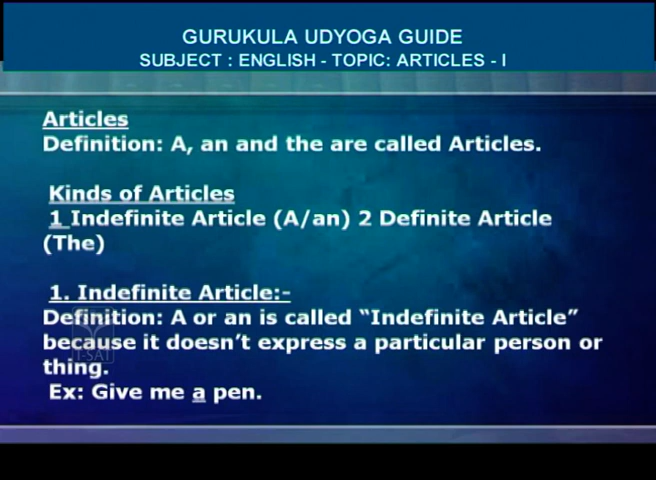 GURUKULA UDYOGA GUIDE
SUBJECT : ENGLISH - TOPIC: ARTICLES - I
Articles
Definition: A, an and the are called Articles.
Kinds of Articles
1 Indefinite Article (A/an) 2 Definite Article
(The)
1. Indefinite Article:-
Definition: A or an is called “Indefinite Article”
because it doesn’t express a particular person or
thing.
T-SAT
Ex: Give me a pen.